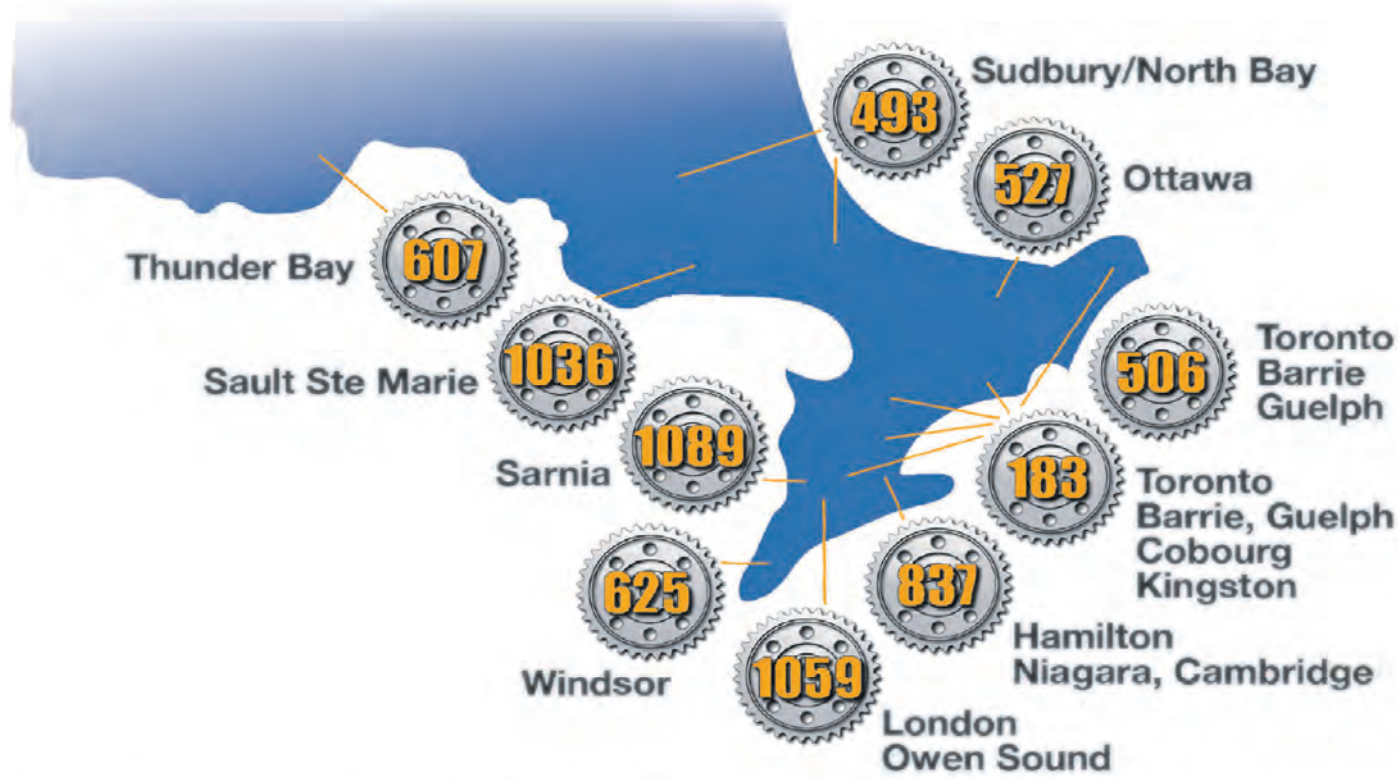 493
Sudbury/North Bay
527
Ottawa
607
Thunder Bay
1036
Sault Ste Marie
506
Toronto
Barrie
Guelph
1089
Sarnia
183
Toronto
Barrie, Guelph
Cobourg
Kingston
625
Windsor
837
Hamilton
Niagara, Cambridge
1059
London
Owen Sound